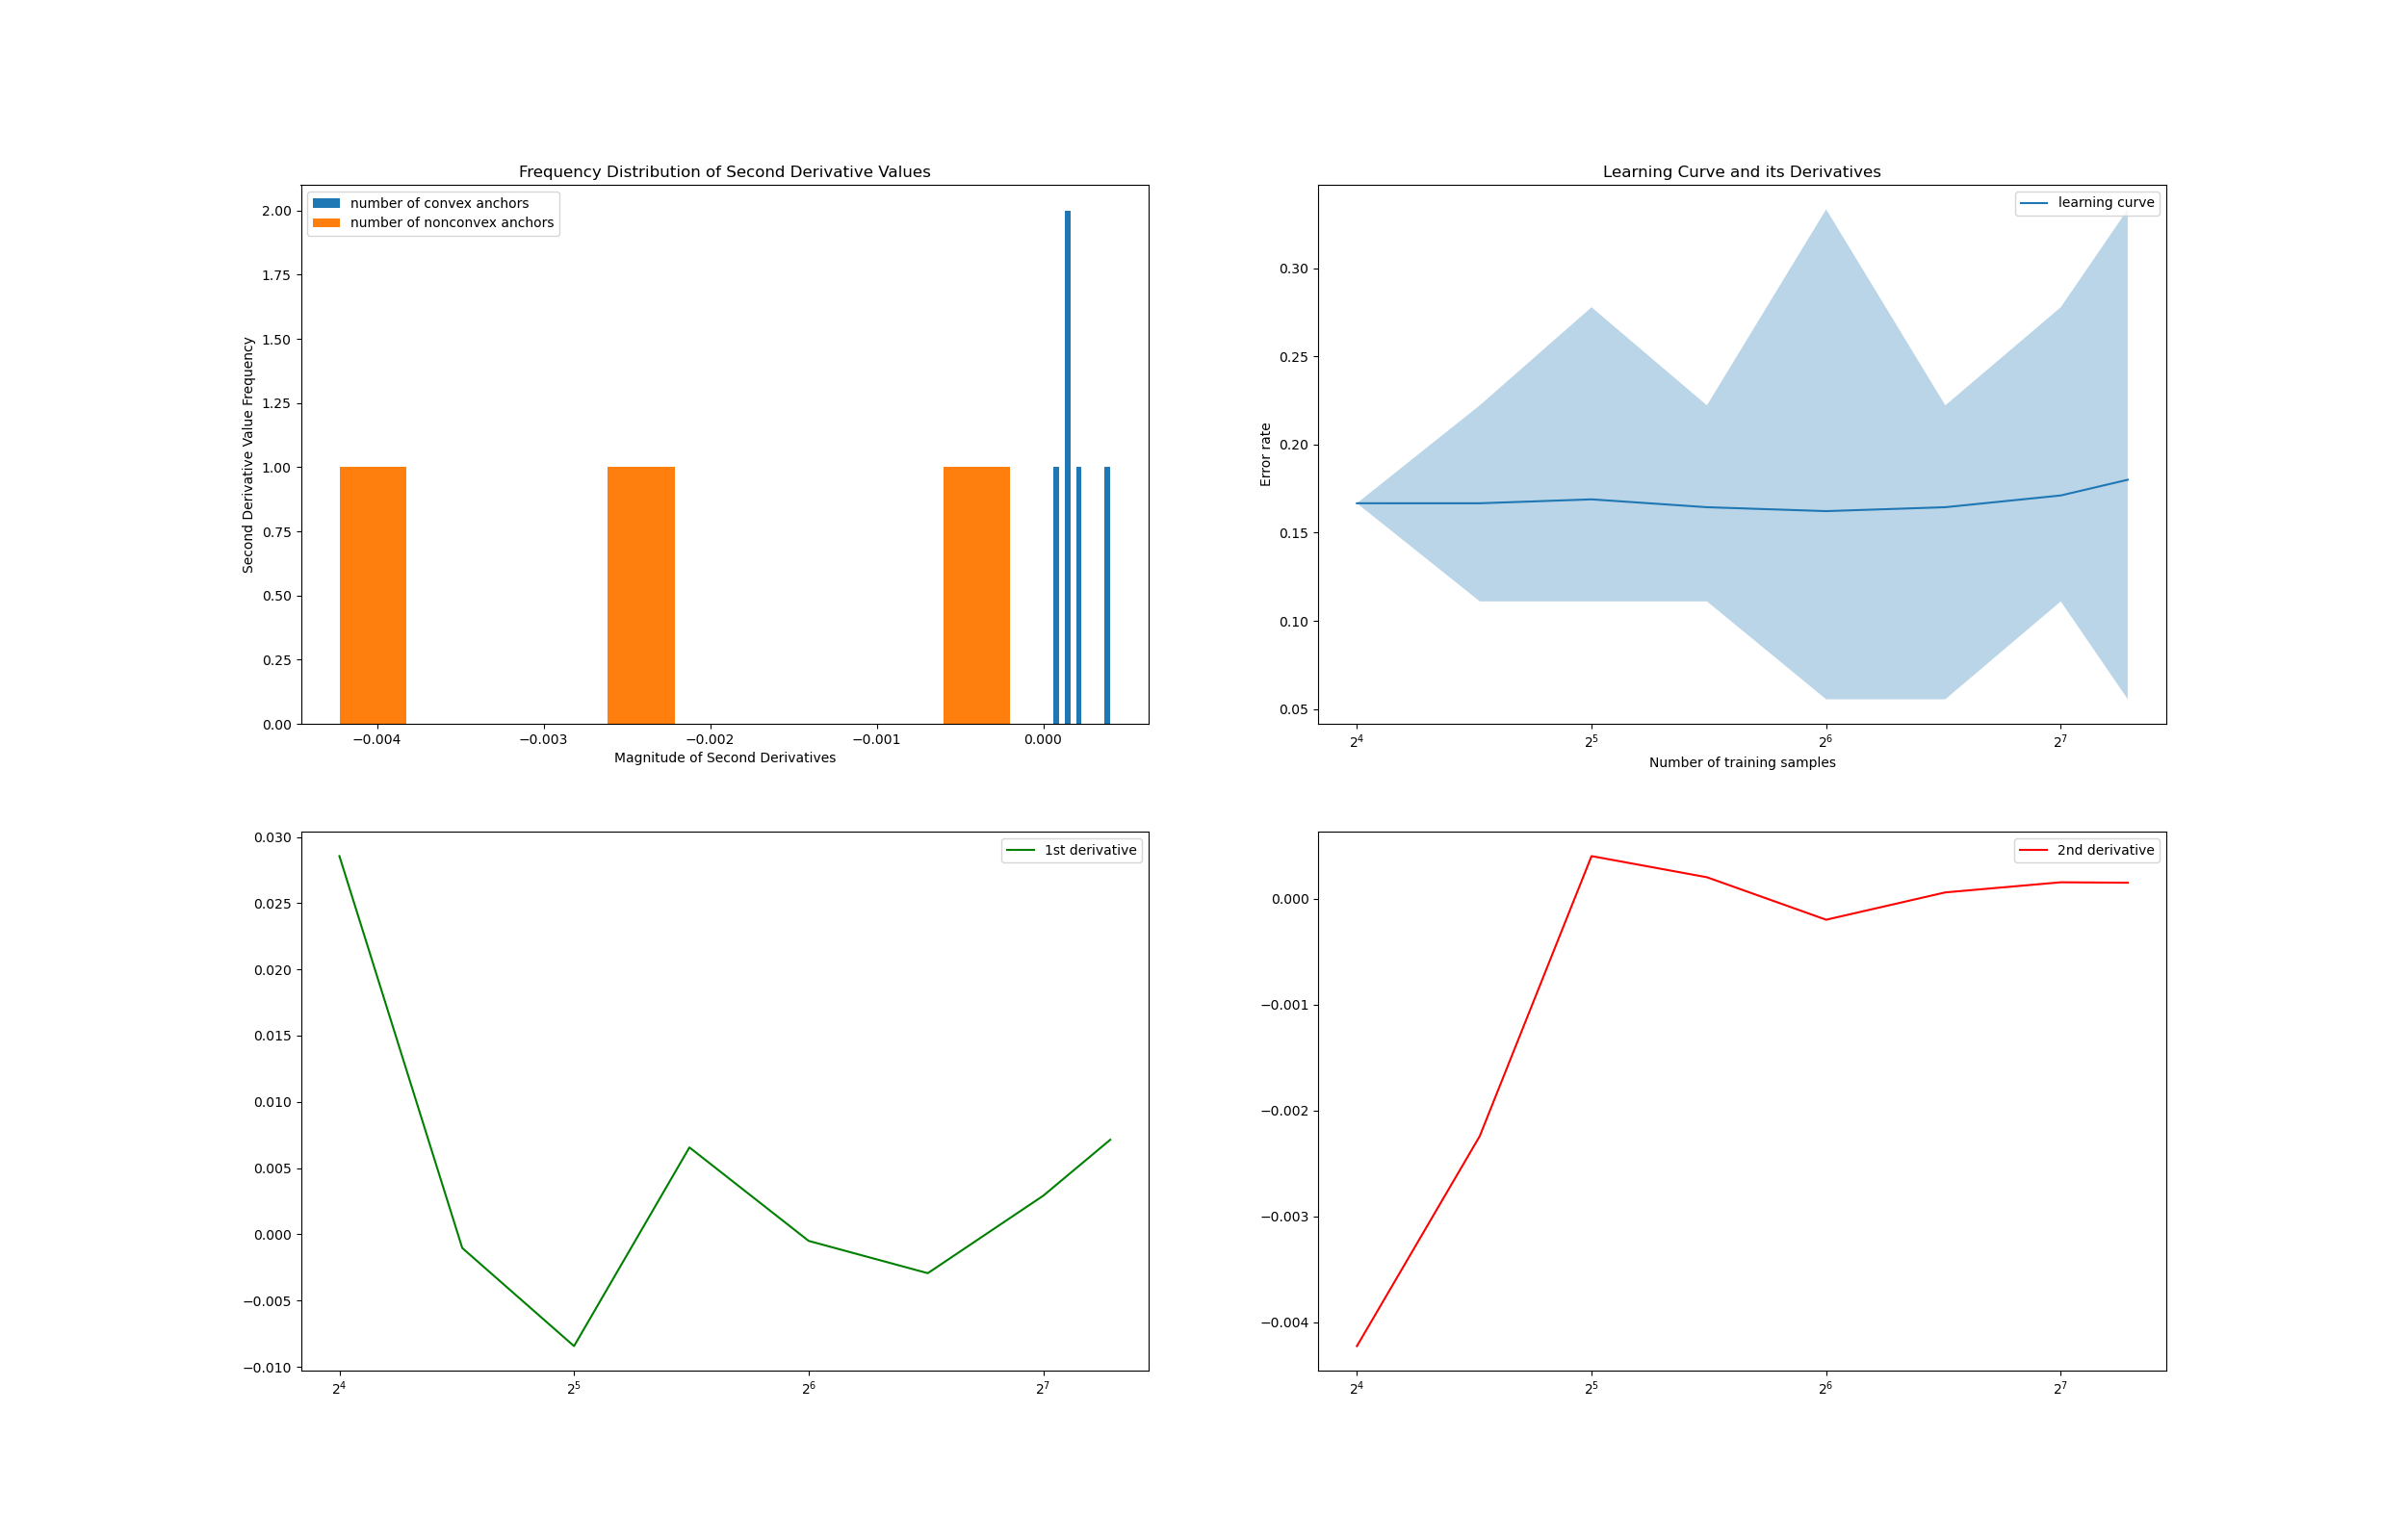 Frequency Distribution of Second Derivative Values
number of convex anchors
number of nonconvex anchors
Second Derivative Value Frequency
2.00
1.75
1.50
1.25
1.00
0.75
0.50
0.25
0.00
−0.004 −0.003 −0.002 −0.001 0.000
Magnitude of Second Derivatives
Learning Curve and its Derivatives
learning curve
Error rate
0.30
0.25
0.20
0.15
0.10
0.05
2⁴ 2⁵ 2⁶ 2⁷
Number of training samples
1st derivative
0.030
0.025
0.020
0.015
0.010
0.005
0.000
−0.005
−0.010
2⁴ 2⁵ 2⁶ 2⁷
2nd derivative
0.000
−0.001
−0.002
−0.003
−0.004
2⁴ 2⁵ 2⁶ 2⁷